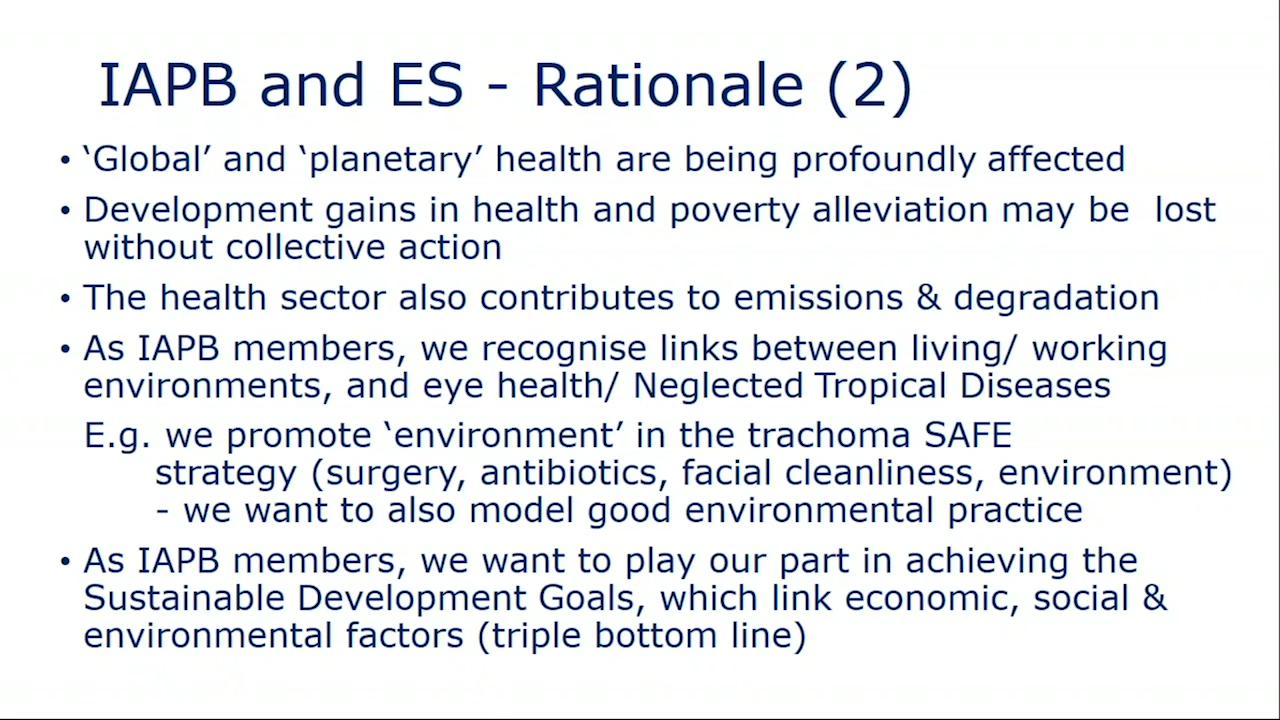 IAPB and ES - Rationale (2)
• ‘Global’ and ‘planetary’ health are being profoundly affected
• Development gains in health and poverty alleviation may be  lost
without collective action
• The health sector also contributes to emissions & degradation
• As IAPB members, we recognise links between living/ working
environments, and eye health/ Neglected Tropical Diseases
E.g. we promote ‘environment’ in the trachoma SAFE
strategy (surgery, antibiotics, facial cleanliness, environment)
- we want to also model good environmental practice
• As IAPB members, we want to play our part in achieving the
Sustainable Development Goals, which link economic, social &
environmental factors (triple bottom line)